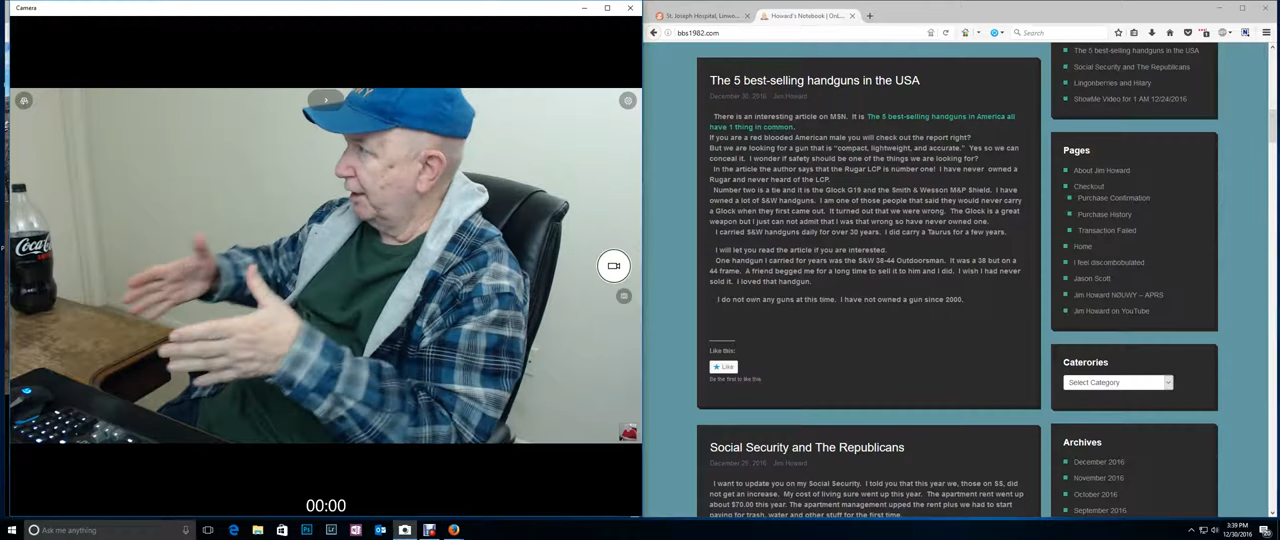 Camera
00:00
Coca-Cola
St. Joseph Hospital, Linwo...
Howard's Notebook | OnL...
bbs1982.com
Search
The 5 best-selling handguns in the USA
December 30, 2016 Jim Howard
There is an interesting article on MSN. It is The 5 best-selling handguns in America all
have 1 thing in common.
If you are a red blooded American male you will check out the report right?
But we are looking for a gun that is "compact, lightweight, and accurate." Yes so we can
conceal it. I wonder if safety should be one of the things we are looking for?
In the article the author says that the Rugar LCP is number one! I have never owned a
Rugar and never heard of the LCP.
Number two is a tie and it is the Glock G19 and the Smith & Wesson M&P Shield. I have
owned a lot of S&W handguns. I am one of those people that said they would never carry
a Glock when they first came out. It turned out that we were wrong. The Glock is a great
weapon but I just can not admit that I was that wrong so have never owned one.
I carried S&W handguns daily for over 30 years. I did carry a Taurus for a few years.
I will let you read the article if you are interested.
One handgun I carried for years was the S&W 38-44 Outdoorsman. It was a 38 but on a
44 frame. A friend begged me for a long time to sell it to him and I did. I wish I had never
sold it. I loved that handgun.
I do not own any guns at this time. I have not owned a gun since 2000.
Like this:
Like
Be the first to like this
Social Security and The Republicans
Jim Howard
I want to update you on my Social Security. I told you that this year we, those on SS, did
not get an increase. My cost of living sure went up this year. The apartment rent went up
about $70.00 this year. The apartment management upped the rent plus we had to start
paying for trash, water and other stuff for the first time.
The 5 best-selling handguns in the USA
Social Security and The Republicans
Lingonberries and Hilary
ShowMe Video for 1 AM 12/24/2016
Pages
About Jim Howard
Checkout
Purchase Confirmation
Purchase History
Transaction Failed
Home
I feel discombobulated
Jason Scott
Jim Howard NØUWY – APRS
Jim Howard on YouTube
Caterories
Select Category
Archives
December 2016
November 2016
October 2016
September 2016
Ask me anything
3:39 PM
12/30/2016